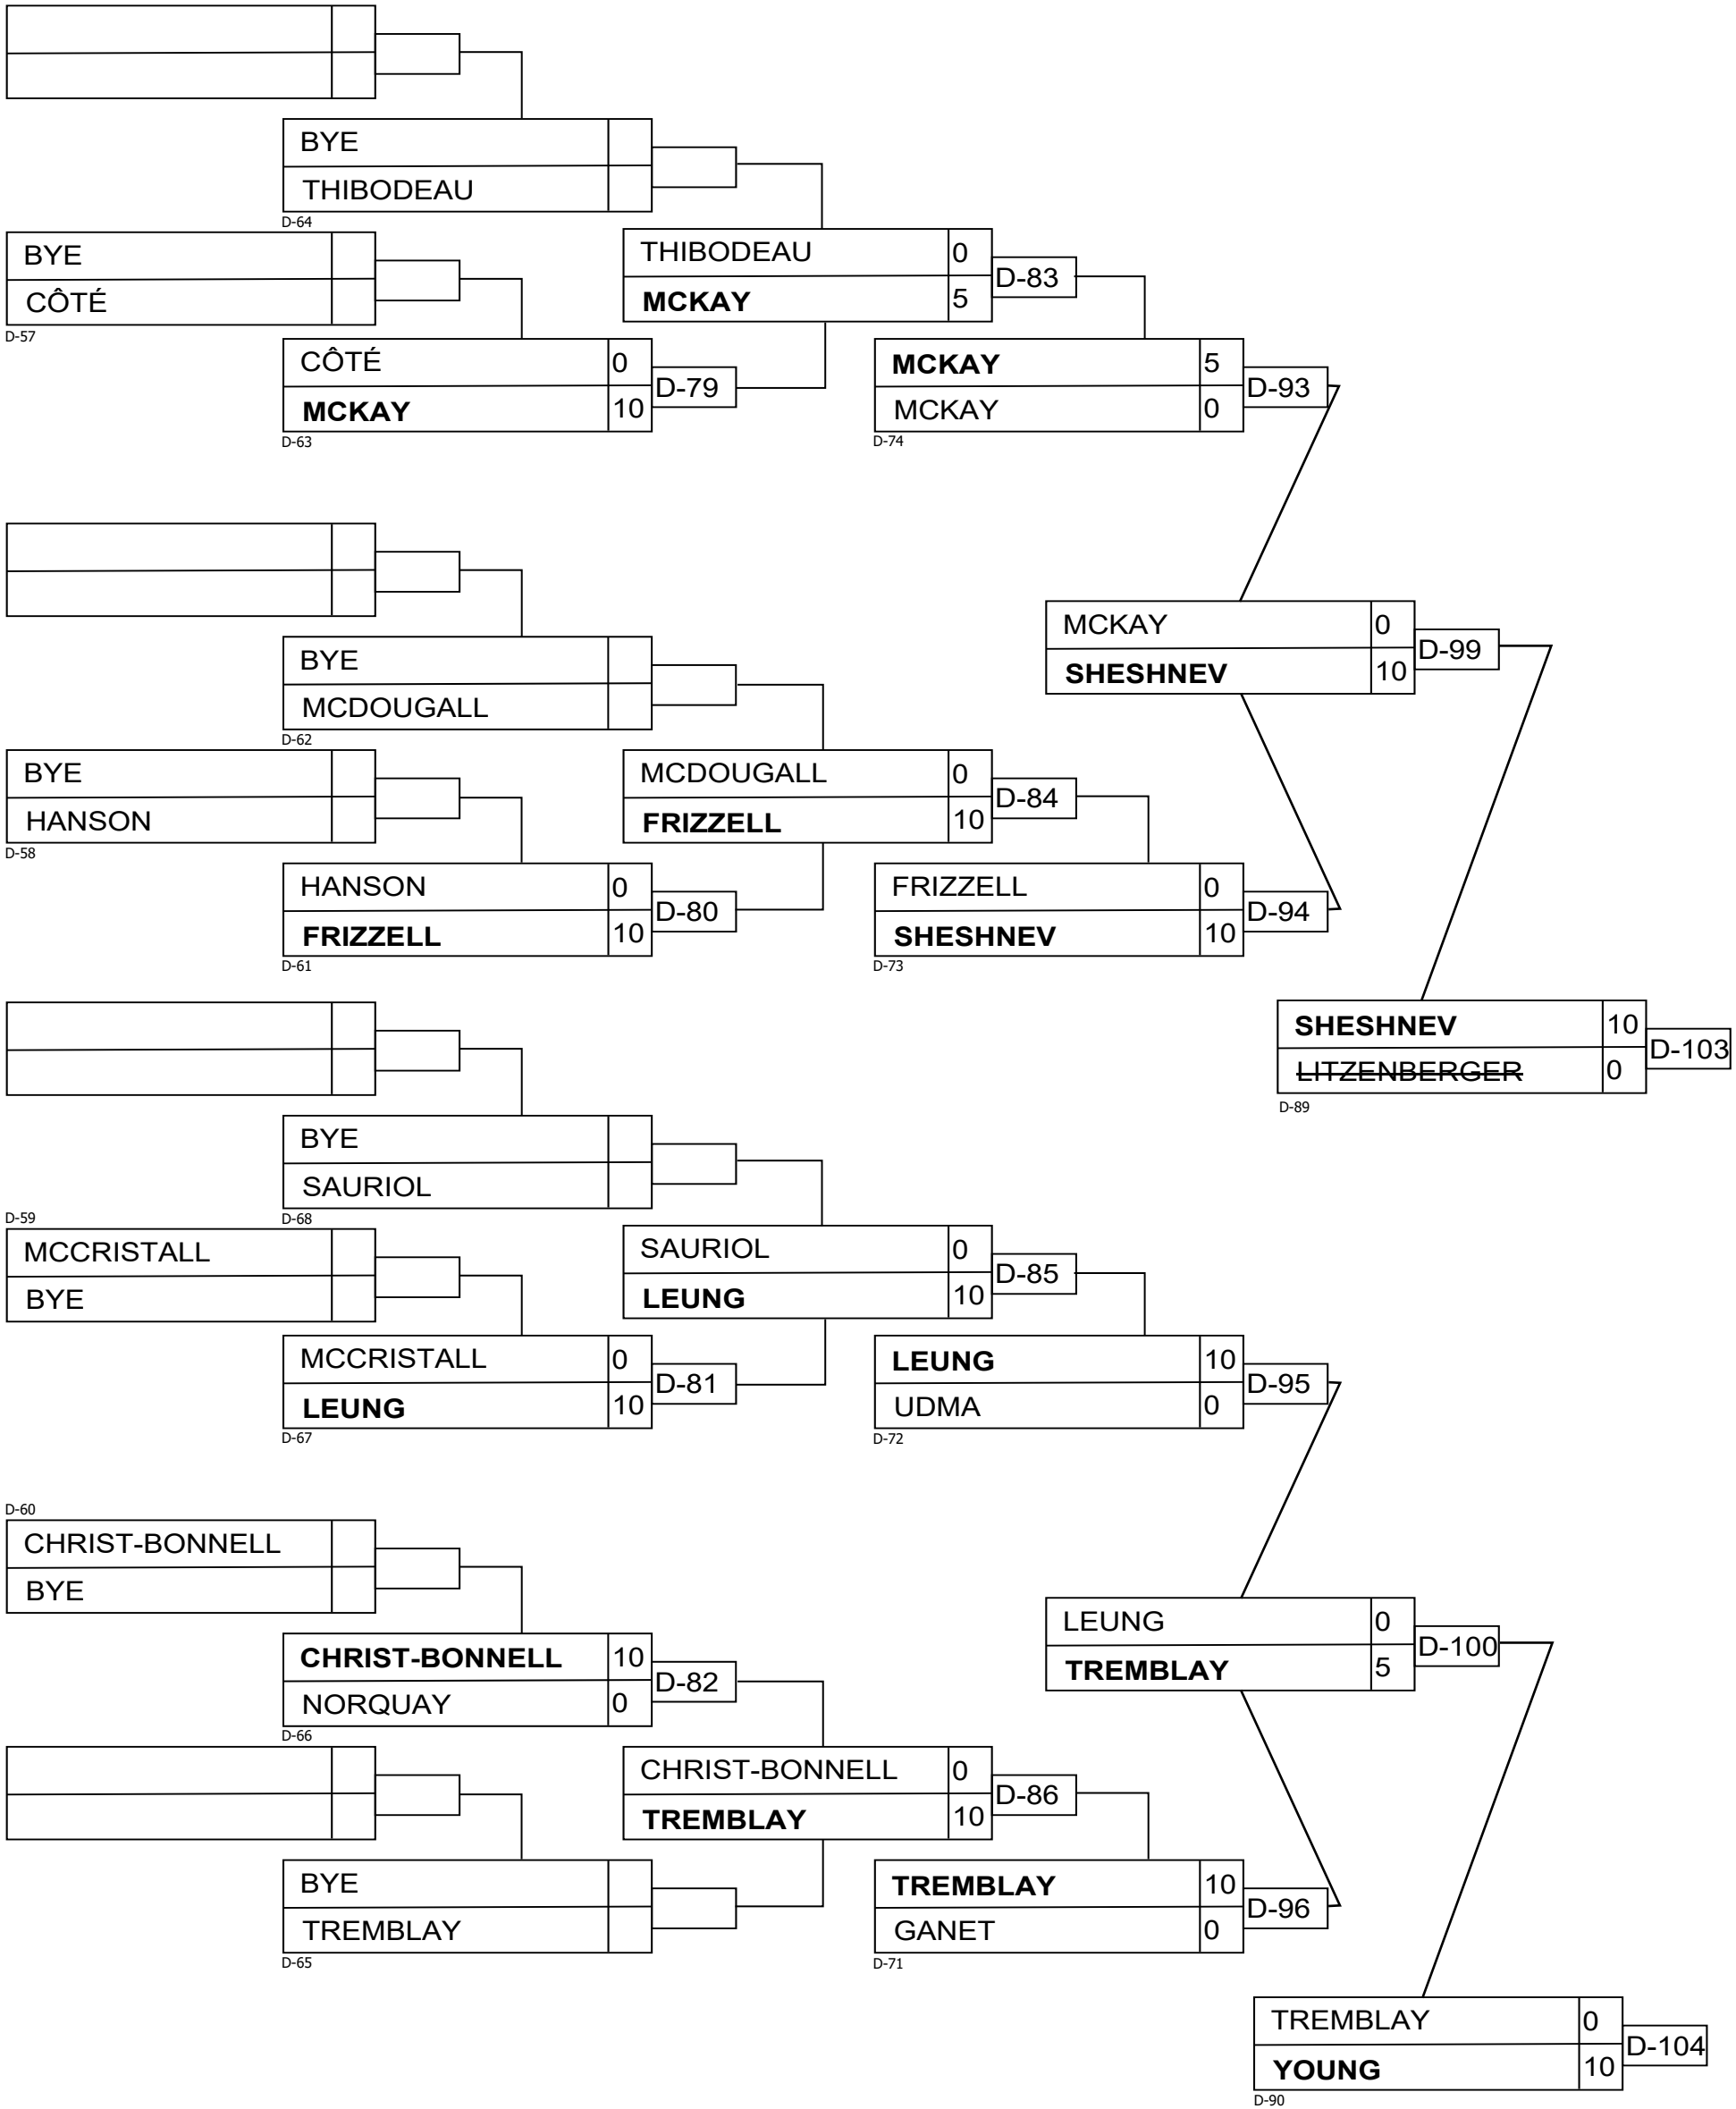 BYE
THIBODEAU
D-64
BYE
CÔTÉ
D-57
THIBODEAU 0
MCKAY 5
D-83
CÔTÉ 0
MCKAY 10
D-79
D-63
MCKAY 5
MCKAY 0
D-93
D-74
MCKAY 0
SHESHNEV 10
D-99
BYE
MCDOUGALL
D-62
BYE
HANSON
D-58
MCDOUGALL 0
FRIZZELL 10
D-84
HANSON 0
FRIZZELL 10
D-80
D-61
FRIZZELL 0
SHESHNEV 10
D-94
D-73
SHESHNEV 10
LITZENBERGER 0
D-103
D-89
BYE
SAURIOL
D-68
D-59
MCCRISTALL
BYE
SAURIOL 0
LEUNG 10
D-85
MCCRISTALL 0
LEUNG 10
D-81
D-67
LEUNG 10
UDMA 0
D-95
D-72
D-60
CHRIST-BONNELL
BYE
LEUNG 0
TREMBLAY 5
D-100
CHRIST-BONNELL 10
NORQUAY 0
D-82
D-66
CHRIST-BONNELL 0
TREMBLAY 10
D-86
BYE
TREMBLAY
D-65
TREMBLAY 10
GANET 0
D-96
D-71
TREMBLAY 0
YOUNG 10
D-104
D-90